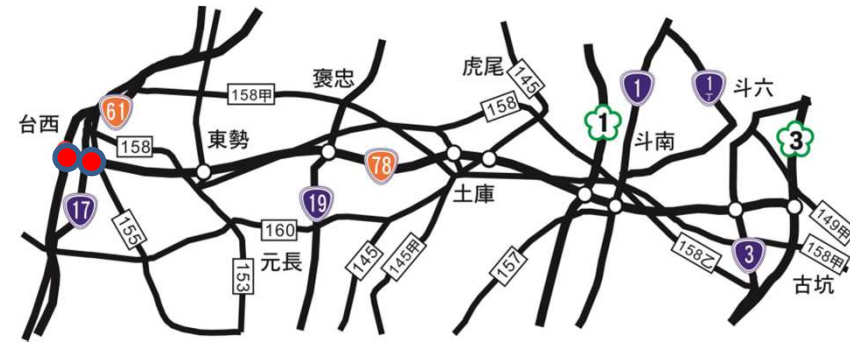 台西
61
158甲
158
東勢
17
155
153
160
褒忠
19
元長
78
145
145甲
虎尾
145
158
土庫
157
1
1
斗南
1丁
斗六
3
149甲
158甲
158乙
3
古坑